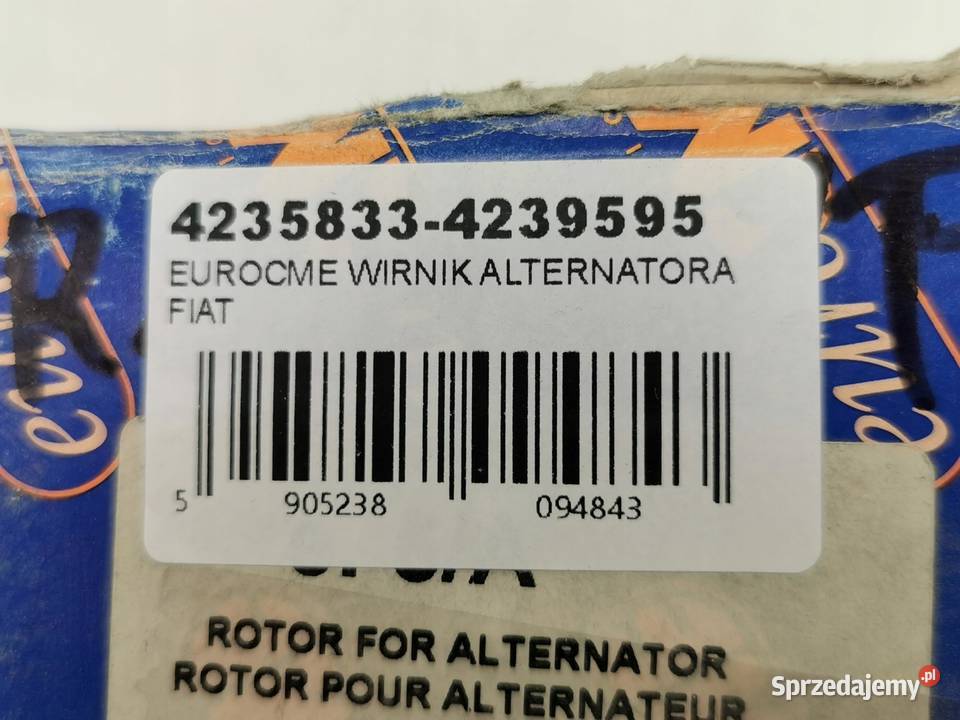 4235833-4239595
EUROCME WIRNIK ALTERNATORA
FIAT
5 905238 094843
ROTOR FOR ALTERNATOR
ROTOR POUR ALTERNATEUR
Sprzedajemy.pl